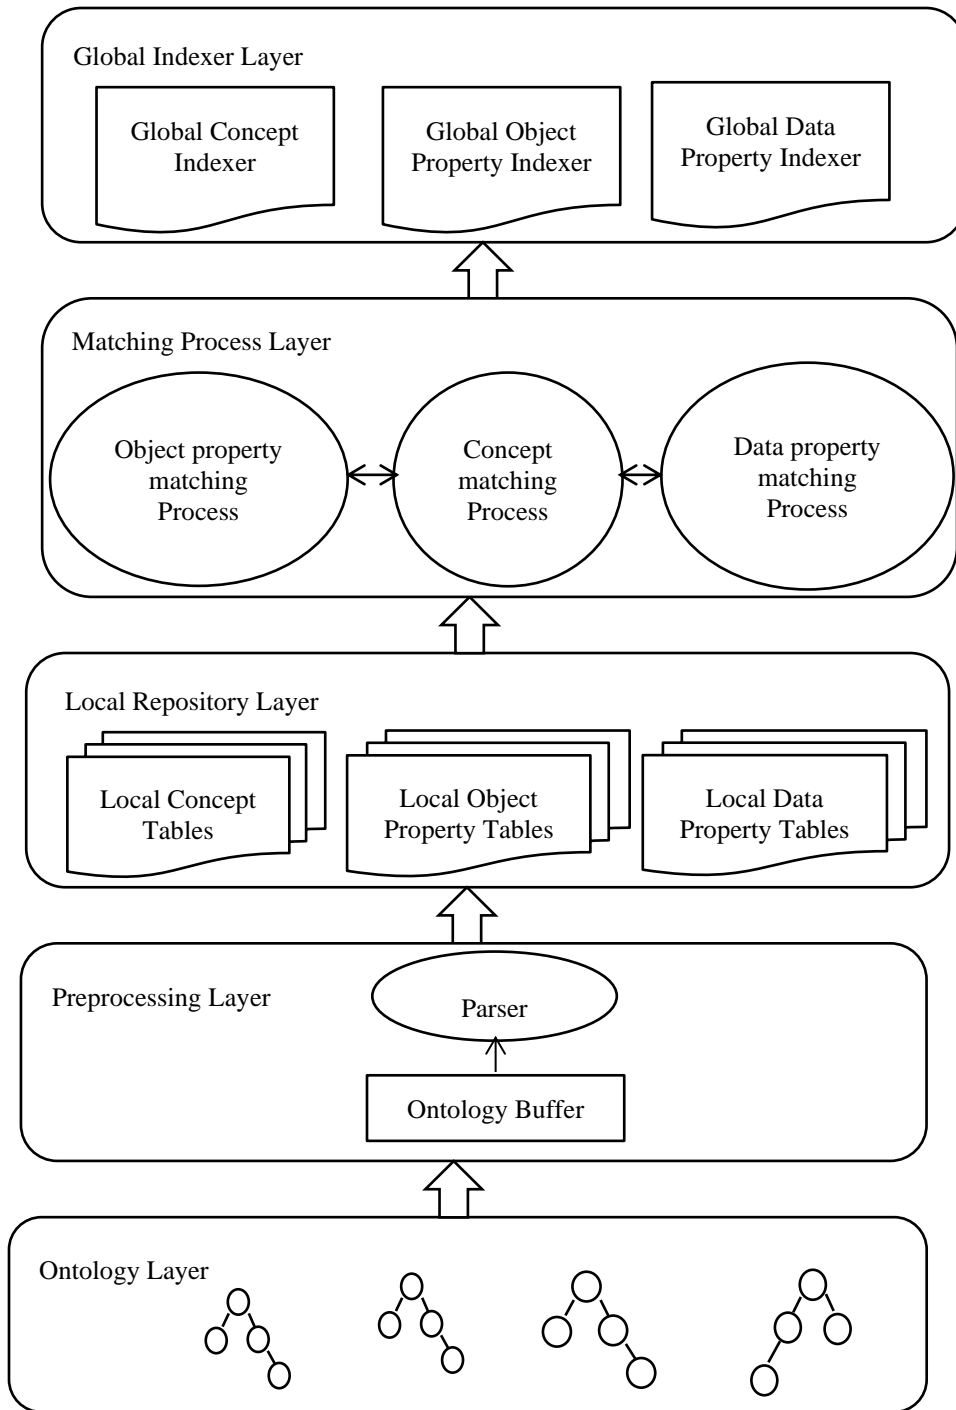 Global Indexer Layer
Global Concept
Indexer
Global Object
Property Indexer
Global Data
Property Indexer
Matching Process Layer
Object property
matching
Process
Concept
matching
Process
Data property
matching
Process
Local Repository Layer
Local Concept
Tables
Local Object
Property Tables
Local Data
Property Tables
Preprocessing Layer
Parser
Ontology Buffer
Ontology Layer